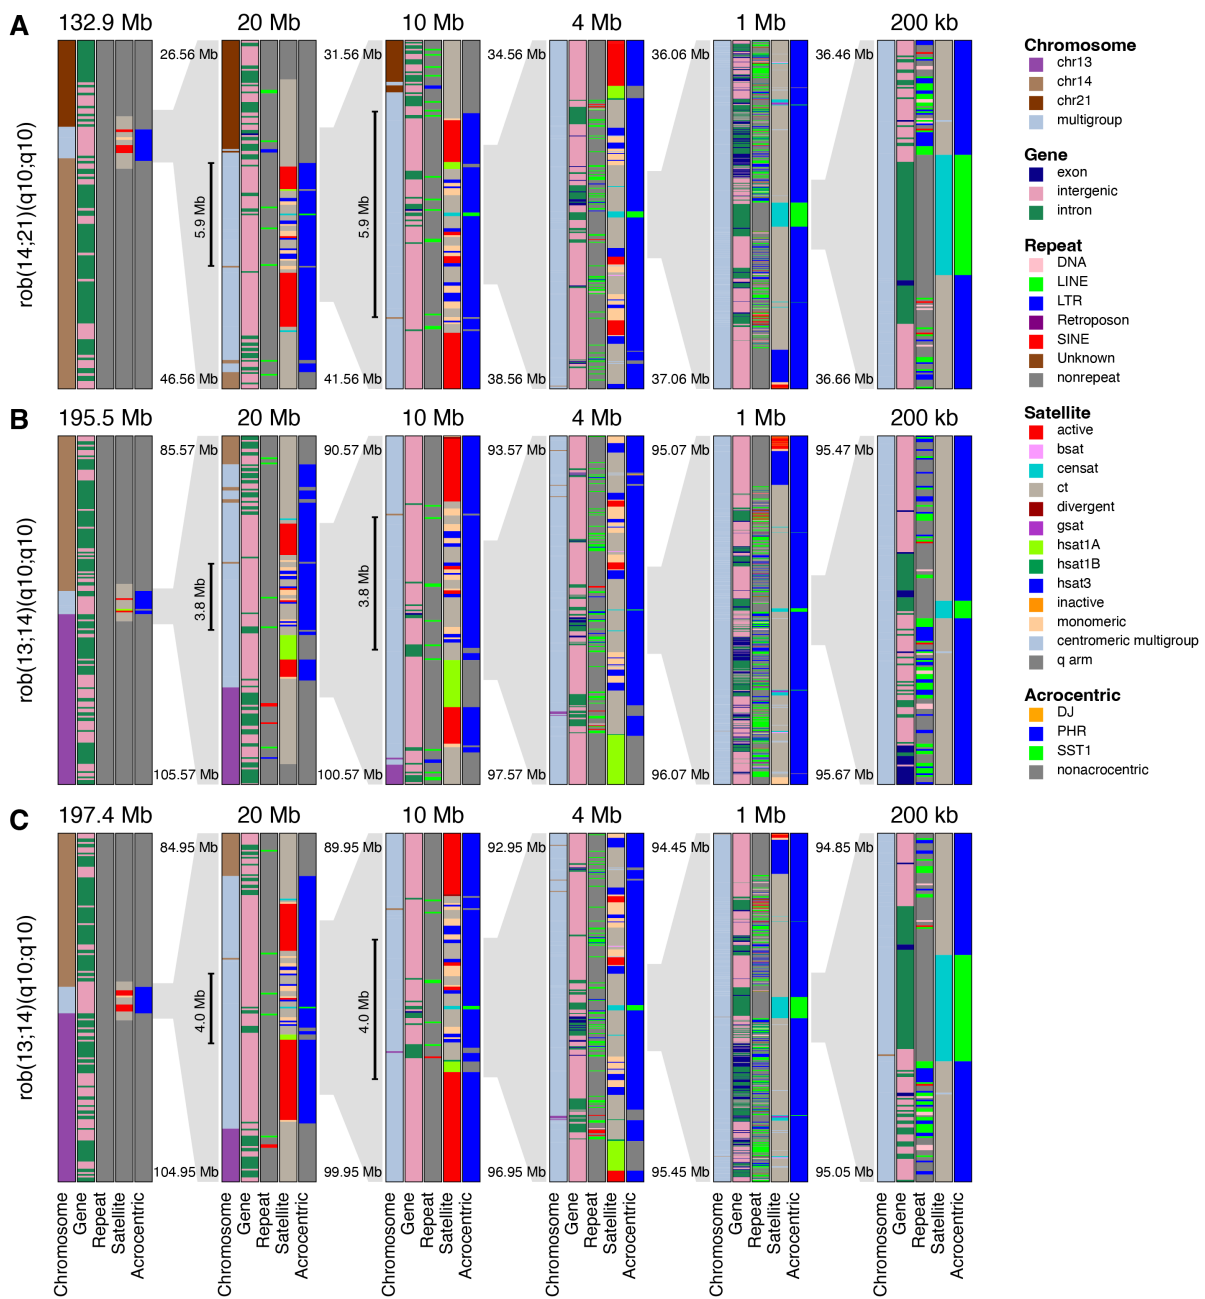 A
132.9 Mb
20 Mb
10 Mb
4 Mb
1 Mb
200 kb
rob(14;21)(q10;q10)
26.56 Mb
31.56 Mb
34.56 Mb
36.06 Mb
36.46 Mb
5.9 Mb
5.9 Mb
46.56 Mb
41.56 Mb
38.56 Mb
37.06 Mb
36.66 Mb
B
195.5 Mb
20 Mb
10 Mb
4 Mb
1 Mb
200 kb
rob(13;14)(q10;q10)
85.57 Mb
90.57 Mb
93.57 Mb
95.07 Mb
95.47 Mb
3.8 Mb
3.8 Mb
105.57 Mb
100.57 Mb
97.57 Mb
96.07 Mb
95.67 Mb
C
197.4 Mb
20 Mb
10 Mb
4 Mb
1 Mb
200 kb
rob(13;14)(q10;q10)
84.95 Mb
89.95 Mb
92.95 Mb
94.45 Mb
94.85 Mb
4.0 Mb
4.0 Mb
104.95 Mb
99.95 Mb
96.95 Mb
95.45 Mb
95.05 Mb
Chromosome
Gene
Repeat
Satellite
Acrocentric
Chromosome
Gene
Repeat
Satellite
Acrocentric
Chromosome
Gene
Repeat
Satellite
Acrocentric
Chromosome
Gene
Repeat
Satellite
Acrocentric
Chromosome
Gene
Repeat
Satellite
Acrocentric
Chromosome
Gene
Repeat
Satellite
Acrocentric
Chromosome
chr13
chr14
chr21
multigroup
Gene
exon
intergenic
intron
Repeat
DNA
LINE
LTR
Retroposon
SINE
Unknown
nonrepeat
Satellite
active
bsat
censat
ct
divergent
gsat
hsat1A
hsat1B
hsat3
inactive
monomeric
centromeric multigroup
q arm
Acrocentric
DJ
PHR
SST1
nonacrocentric